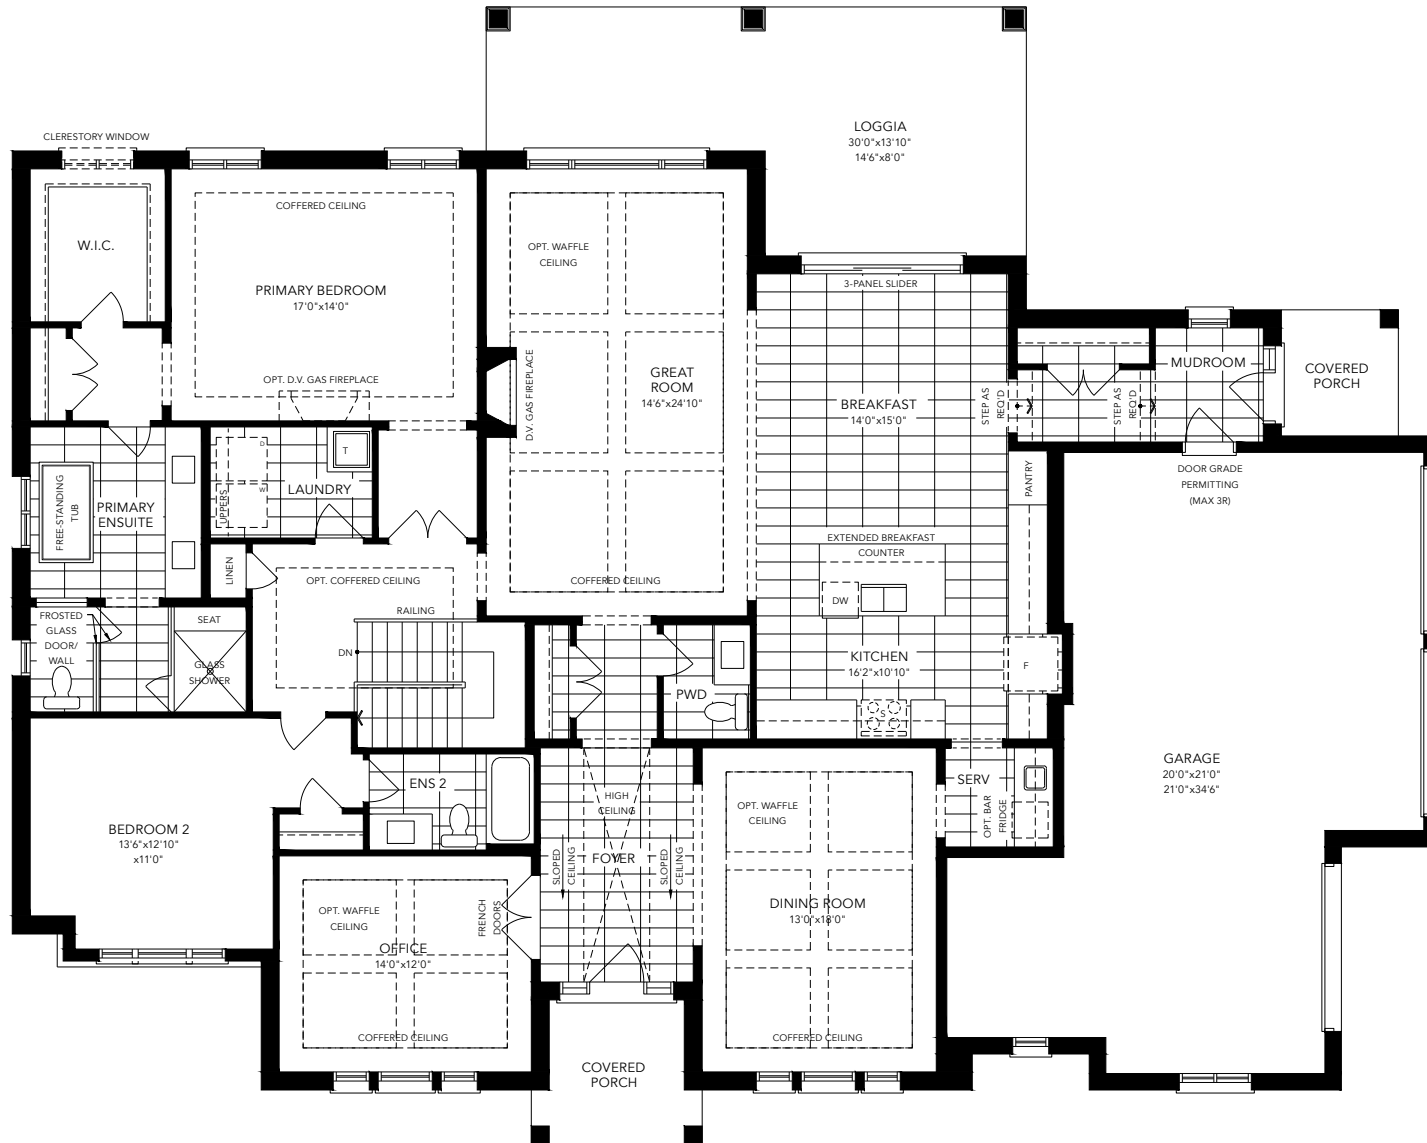 LOGGIA
30'0"x13'10"
14'6"x8'0"
CLERESTORY WINDOW
COFFERED CEILING
W.I.C.
PRIMARY BEDROOM
17'0"x14'0"
OPT. D.V. GAS FIREPLACE
OPT. WAFFLE
CEILING
D.V. GAS FIREPLACE
GREAT
ROOM
14'6"x24'10"
COFFERED CEILING
3-PANEL SLIDER
BREAKFAST
14'0"x15'0"
STEP AS
REQ'D
STEP AS
REQ'D
MUDROOM
COVERED
PORCH
DOOR GRADE
PERMITTING
(MAX 3R)
PANTRY
FREE-STANDING
TUB
PRIMARY
ENSUITE
UPPERS
D
W
T
LAUNDRY
LINEN
OPT. COFFERED CEILING
RAILING
DN
FROSTED
GLASS
DOOR/
WALL
SEAT
GLASS
SHOWER
EXTENDED BREAKFAST
COUNTER
DW
KITCHEN
16'2"x10'10"
F
S
PWD
GARAGE
20'0"x21'0"
21'0"x34'6"
SERV
OPT. BAR
FRIDGE
ENS 2
BEDROOM 2
13'6"x12'10"
x11'0"
HIGH
CEILING
SLOPED
CEILING
FOYER
SLOPED
CEILING
OPT. WAFFLE
CEILING
DINING ROOM
13'0"x18'0"
COFFERED CEILING
OPT. WAFFLE
CEILING
FRENCH
DOORS
OFFICE
14'0"x12'0"
COFFERED CEILING
COVERED
PORCH